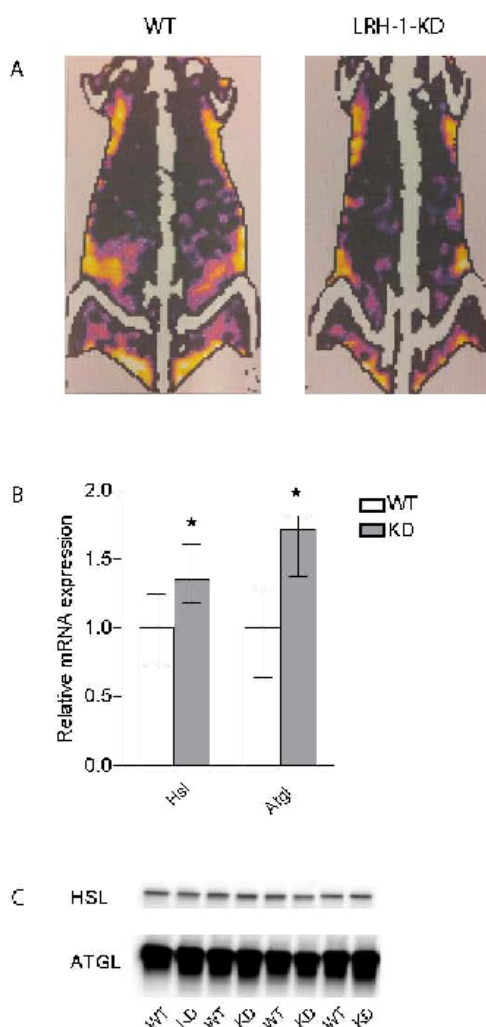 WT LRH-1-KD
A
B
Relative mRNA expression
2.0
1.5
1.0
0.5
0.0
★ ★
WT
KD
Hsl Atgl
C
HSL
ATGL
WT KD WT KD WT KD WT KD